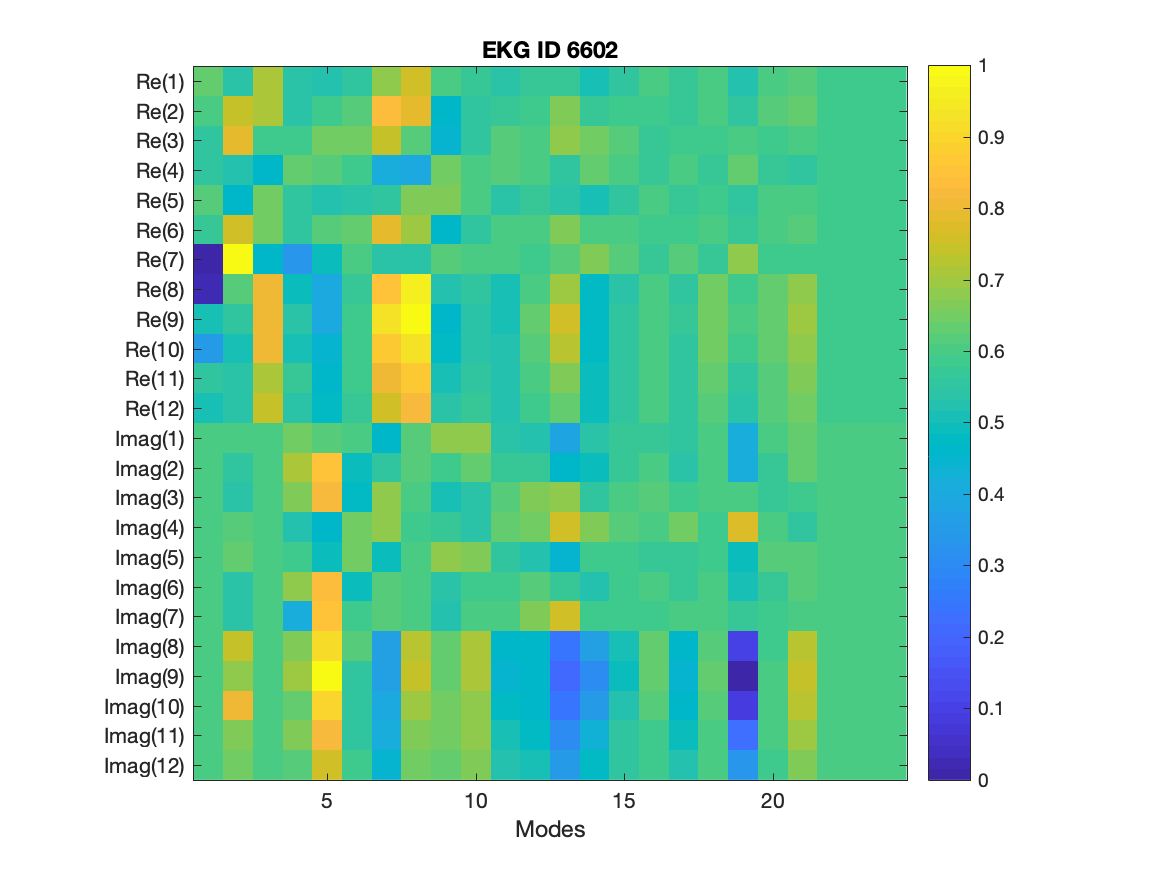 EKG ID 6602
Re(1)
Re(2)
Re(3)
Re(4)
Re(5)
Re(6)
Re(7)
Re(8)
Re(9)
Re(10)
Re(11)
Re(12)
Imag(1)
Imag(2)
Imag(3)
Imag(4)
Imag(5)
Imag(6)
Imag(7)
Imag(8)
Imag(9)
Imag(10)
Imag(11)
Imag(12)
5 10 15 20
Modes
1
0.9
0.8
0.7
0.6
0.5
0.4
0.3
0.2
0.1
0